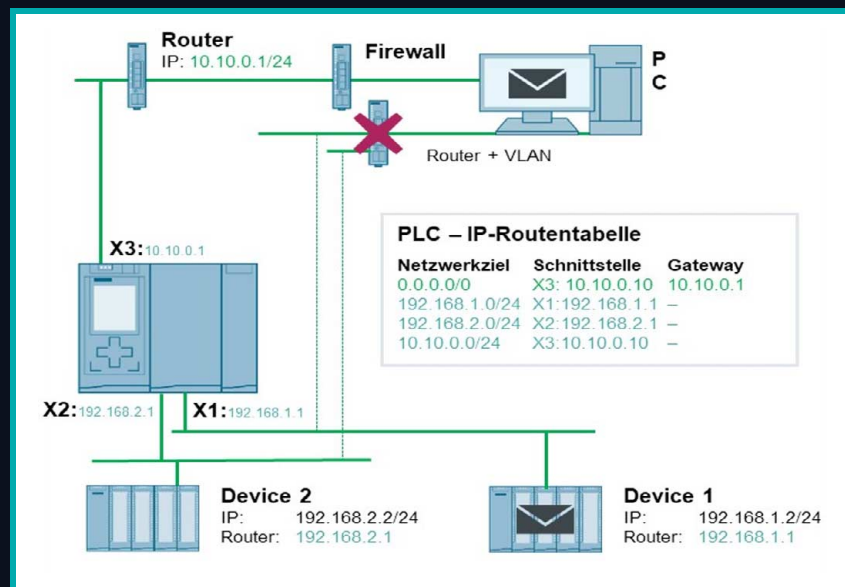 Router
IP: 10.10.0.1/24
Firewall
P
C
Router + VLAN
X3:10.10.0.1
PLC – IP-Routentabelle
Netzwerkziel Schnittstelle Gateway
0.0.0.0/0 X3: 10.10.0.10 10.10.0.1
192.168.1.0/24 X1:192.168.1.1 –
192.168.2.0/24 X2:192.168.2.1 –
10.10.0.0/24 X3:10.10.0.10 –
X2:192.168.2.1 X1:192.168.1.1
Device 2
IP: 192.168.2.2/24
Router: 192.168.2.1
Device 1
IP: 192.168.1.2/24
Router: 192.168.1.1